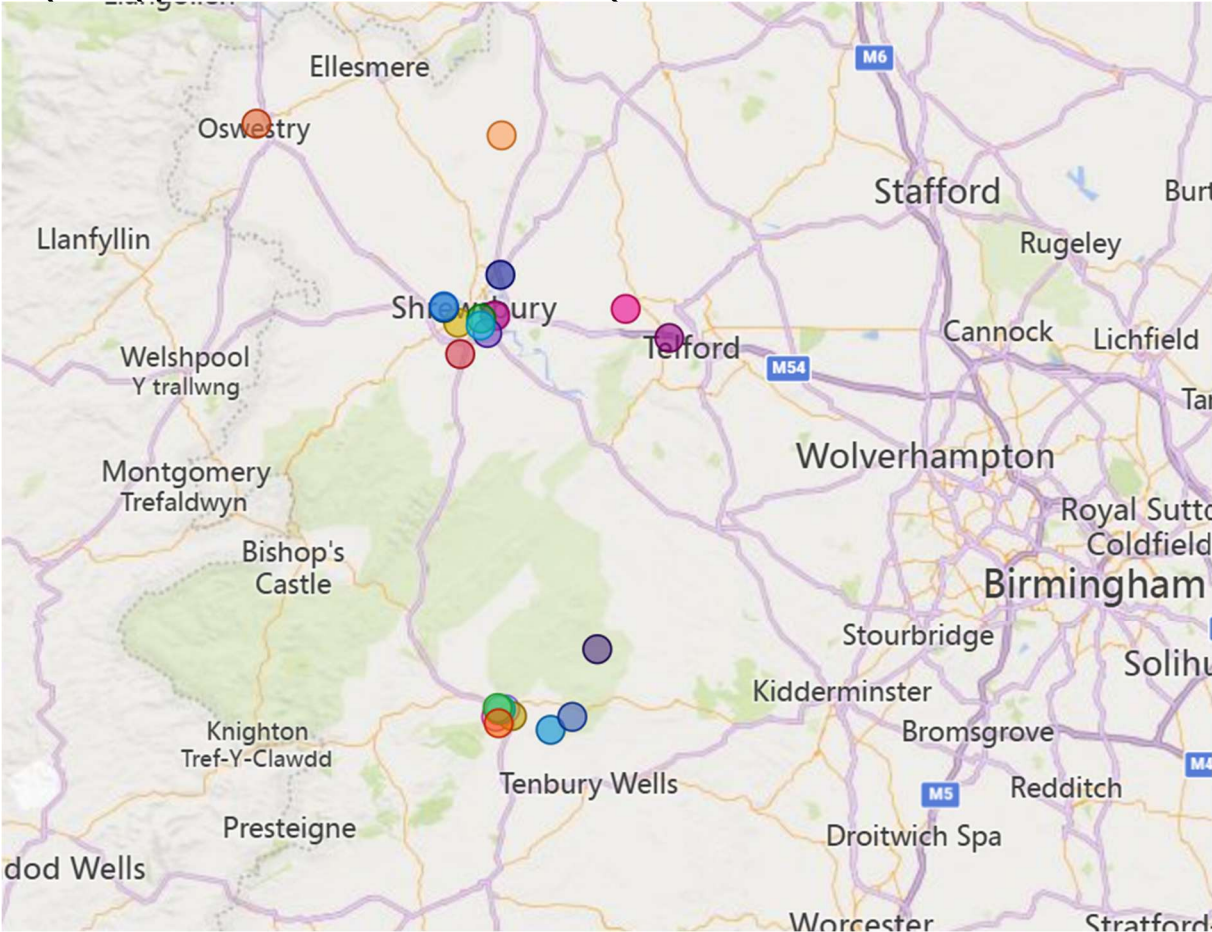 Ellesmere
M6
Oswestry
Stafford
Burt
Llanfyllin
Rugeley
Shrewsbury
Telford
Cannock
Lichfield
Welshpool
Y trallwng
M54
Tar
Wolverhampton
Montgomery
Trefaldwyn
Royal Sutto
Coldfield
Bishop's
Castle
Birmingham
Stourbridge
Solihu
Kidderminster
Knighton
Tref-Y-Clawdd
Bromsgrove
M4
Tenbury Wells
M5
Redditch
Presteigne
Droitwich Spa
dod Wells
Worcester
Stratford-